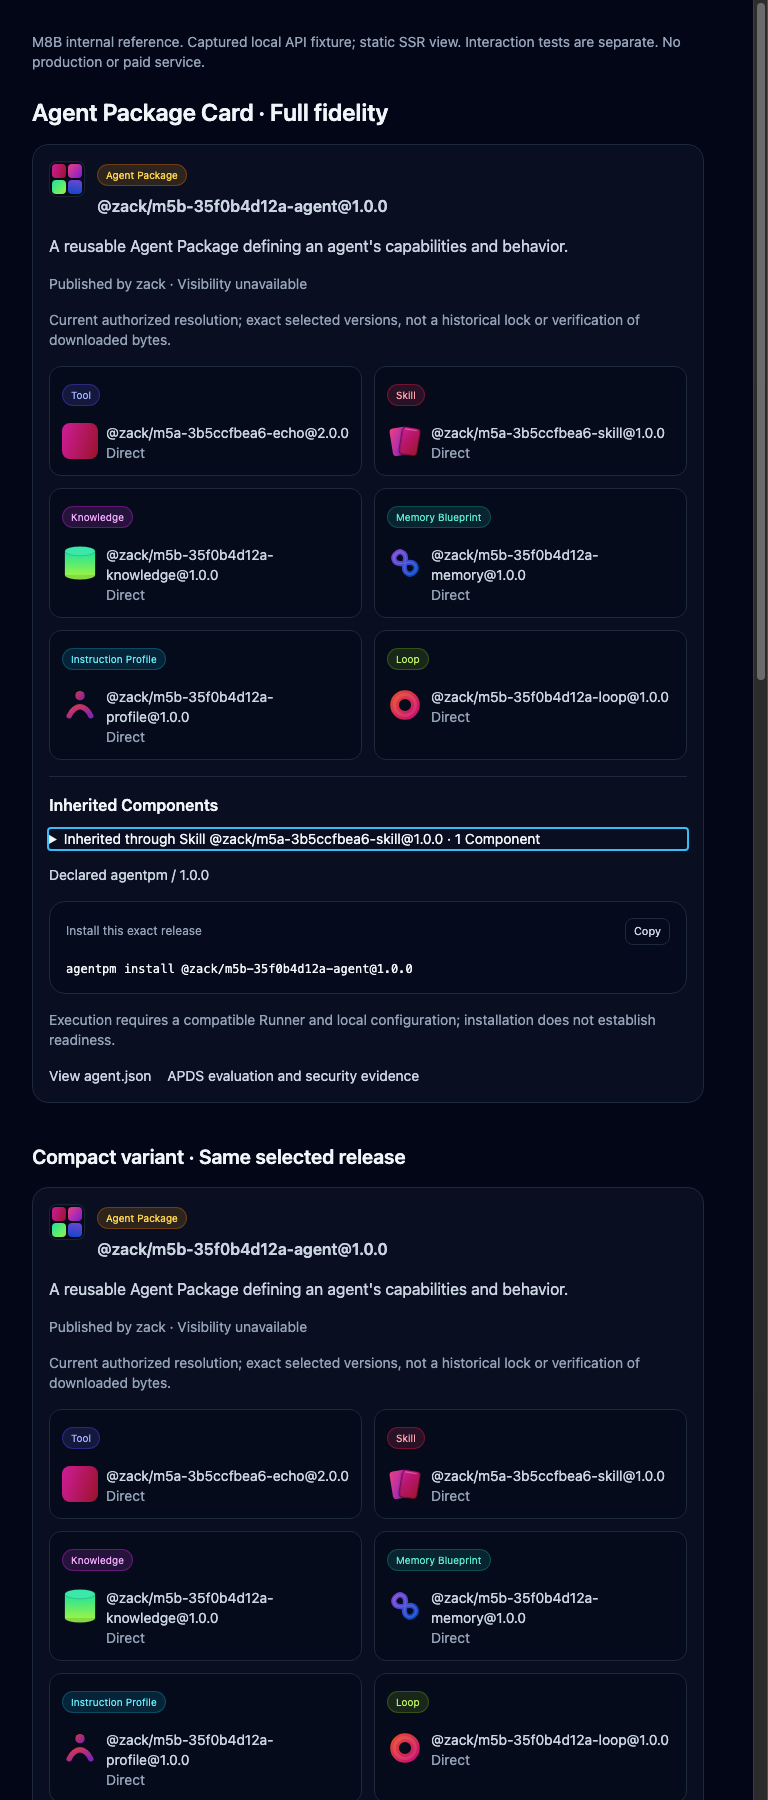 M8B internal reference. Captured local API fixture; static SSR view. Interaction tests are separate. No
production or paid service.
Agent Package Card · Full fidelity
Agent Package
@zack/m5b-35f0b4d12a-agent@1.0.0
A reusable Agent Package defining an agent's capabilities and behavior.
Published by zack · Visibility unavailable
Current authorized resolution; exact selected versions, not a historical lock or verification of
downloaded bytes.
Tool
@zack/m5a-3b5ccfbea6-echo@2.0.0
Direct
Skill
@zack/m5a-3b5ccfbea6-skill@1.0.0
Direct
Knowledge
@zack/m5b-35f0b4d12a-
knowledge@1.0.0
Direct
Memory Blueprint
@zack/m5b-35f0b4d12a-
memory@1.0.0
Direct
Instruction Profile
@zack/m5b-35f0b4d12a-
profile@1.0.0
Direct
Loop
@zack/m5b-35f0b4d12a-loop@1.0.0
Direct
Inherited Components
Inherited through Skill @zack/m5a-3b5ccfbea6-skill@1.0.0 · 1 Component
Declared agentpm / 1.0.0
Install this exact release
Copy
agentpm install @zack/m5b-35f0b4d12a-agent@1.0.0
Execution requires a compatible Runner and local configuration; installation does not establish
readiness.
View agent.json APDS evaluation and security evidence
Compact variant · Same selected release
Agent Package
@zack/m5b-35f0b4d12a-agent@1.0.0
A reusable Agent Package defining an agent's capabilities and behavior.
Published by zack · Visibility unavailable
Current authorized resolution; exact selected versions, not a historical lock or verification of
downloaded bytes.
Tool
@zack/m5a-3b5ccfbea6-echo@2.0.0
Direct
Skill
@zack/m5a-3b5ccfbea6-skill@1.0.0
Direct
Knowledge
@zack/m5b-35f0b4d12a-
knowledge@1.0.0
Direct
Memory Blueprint
@zack/m5b-35f0b4d12a-
memory@1.0.0
Direct
Instruction Profile
@zack/m5b-35f0b4d12a-
profile@1.0.0
Direct
Loop
@zack/m5b-35f0b4d12a-loop@1.0.0
Direct